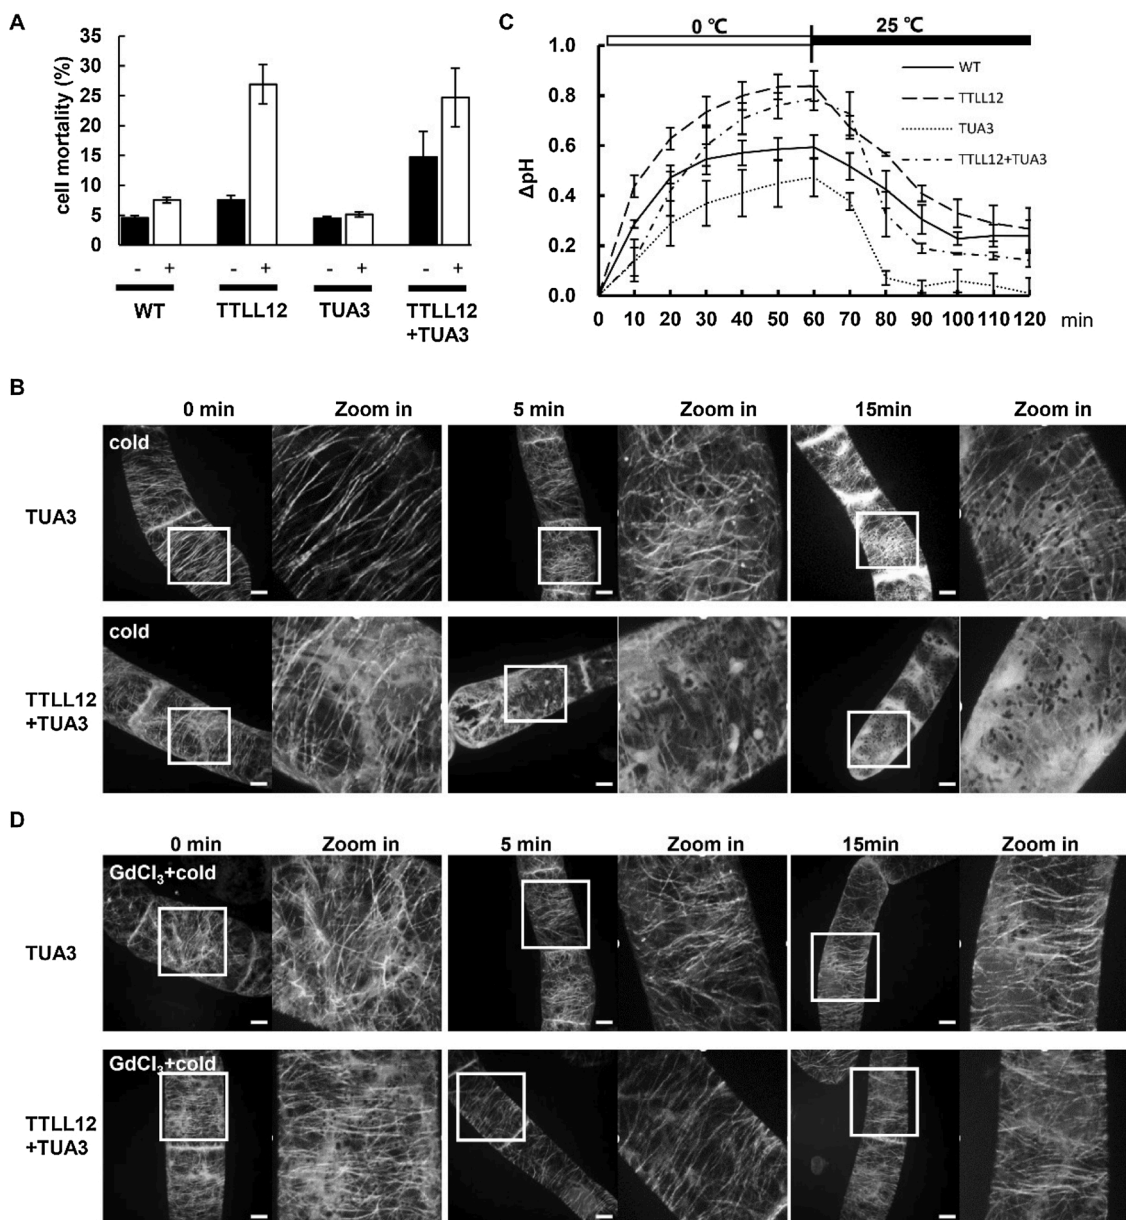 A
cell mortality (%)
35
30
25
20
15
10
5
0
- + - + - + - +
WT TTLL12 TUA3 TTLL12
+TUA3
C
0 ℃ 25 ℃
ΔpH
1.0
0.8
0.6
0.4
0.2
0.0
WT
TTLL12
TUA3
TTLL12+TUA3
0 10 20 30 40 50 60 70 80 90 100 110 120 min
B
0 min Zoom in 5 min Zoom in 15min Zoom in
cold
TUA3
cold
TTLL12
+TUA3
D
0 min Zoom in 5 min Zoom in 15min Zoom in
GdCl₃+cold
TUA3
GdCl₃+cold
TTLL12
+TUA3